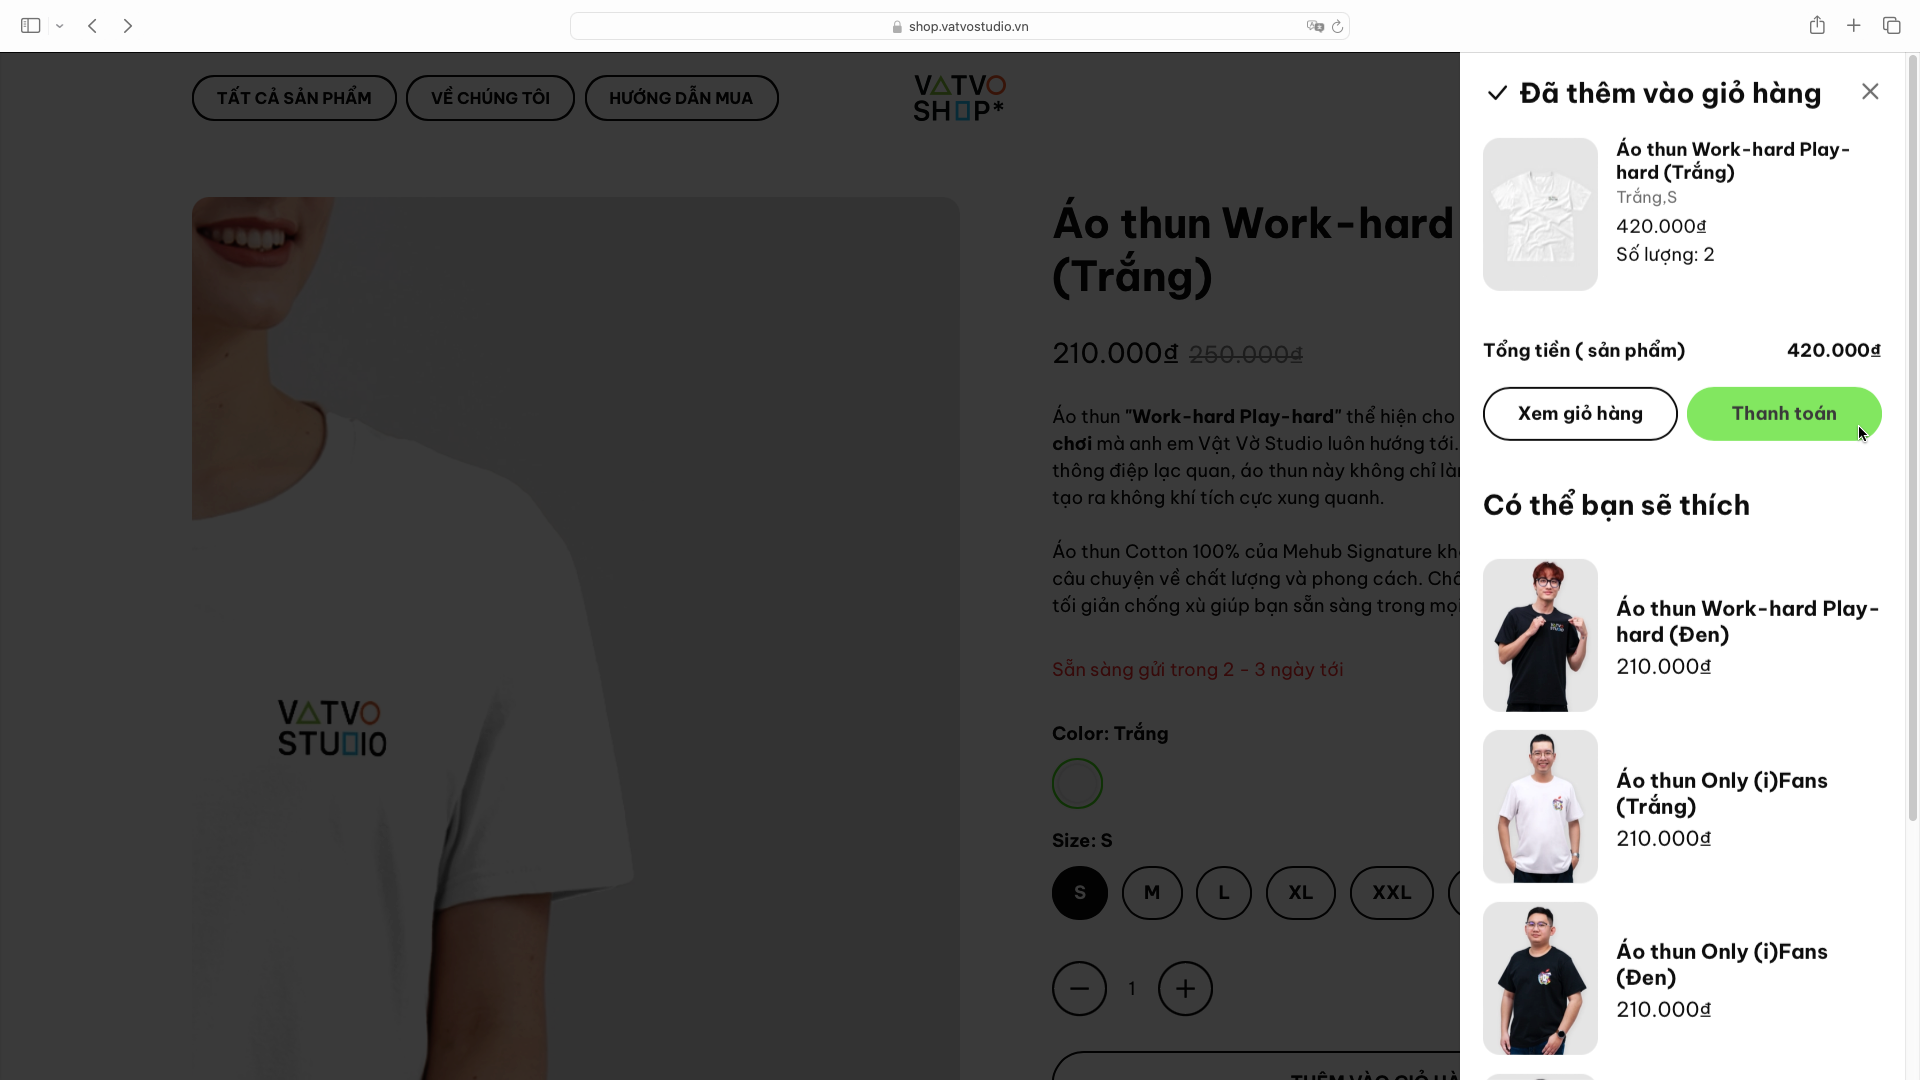 shop.vatvostudio.vn
TẤT CẢ SẢN PHẨM
VỀ CHÚNG TÔI
HƯỚNG DẪN MUA
VATVO
SHOP*
Áo thun Work-hard
(Trắng)
210.000₫ 250.000₫
Áo thun "Work-hard Play-hard" thể hiện cho
chơi mà anh em Vật Vờ Studio luôn hướng tới.
thông điệp lạc quan, áo thun này không chỉ làm
tạo ra không khí tích cực xung quanh.
Áo thun Cotton 100% của Mehub Signature
câu chuyện về chất lượng và phong cách.
tối giản chống xù giúp bạn sẵn sàng trong mọi
Sẵn sàng gửi trong 2 - 3 ngày tới
Color: Trắng
Size: S
S
M
L
XL
XXL
1
VATVO
STUDIO
Đã thêm vào giỏ hàng
Áo thun Work-hard Play-
hard (Trắng)
Trắng,S
420.000₫
Số lượng: 2
Tổng tiền ( sản phẩm)
420.000₫
Xem giỏ hàng
Thanh toán
Có thể bạn sẽ thích
Áo thun Work-hard Play-
hard (Đen)
210.000₫
Áo thun Only (i)Fans
(Trắng)
210.000₫
Áo thun Only (i)Fans
(Đen)
210.000₫